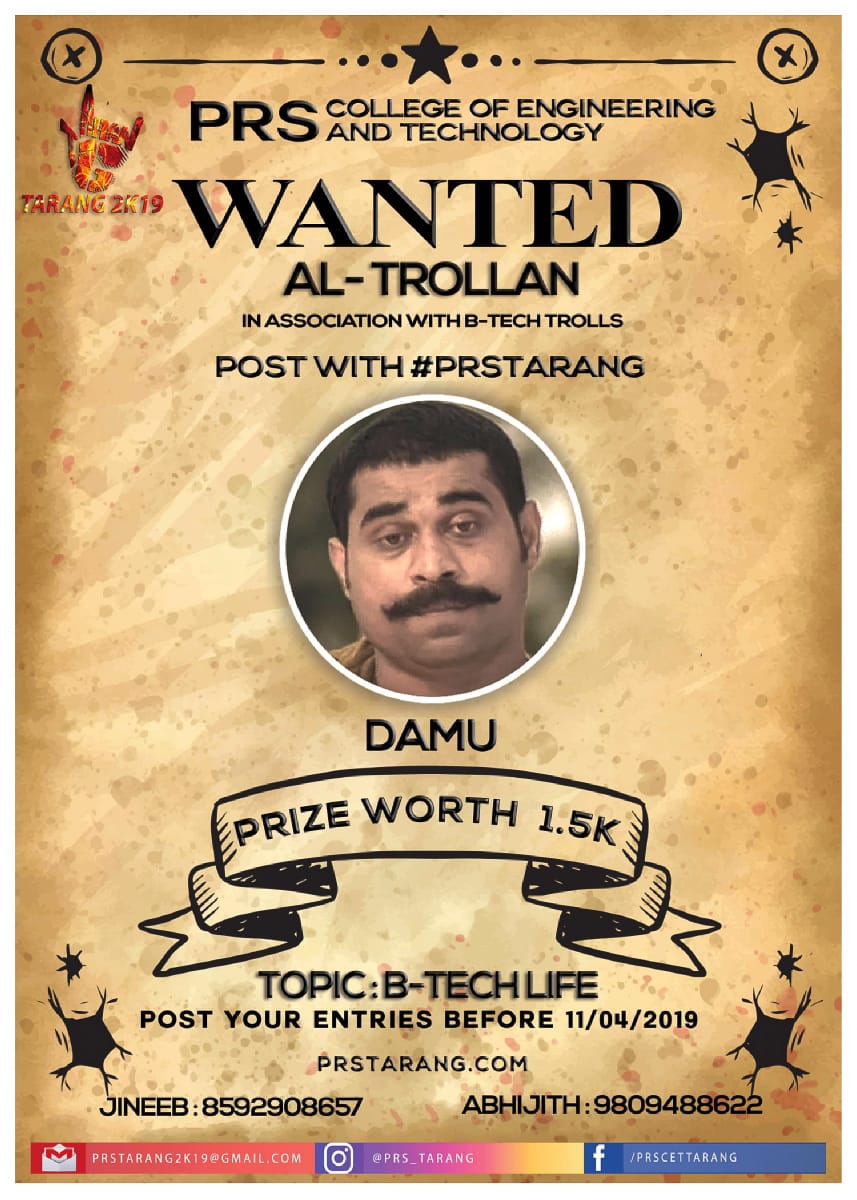 PRS COLLEGE OF ENGINEERING
AND TECHNOLOGY
TARANG 2K19
WANTED
AL-TROLLAN
IN ASSOCIATION WITH B-TECH TROLLS
POST WITH #PRSTARANG
DAMU
PRIZE WORTH 1.5K
TOPIC : B-TECH LIFE
POST YOUR ENTRIES BEFORE 11/04/2019
PRSTARANG.COM
JINEEB : 8592908657 ABHIJITH : 9809488622
PRSTARANG2K19@GMAIL.COM @PRS_TARANG /PRSCETTARANG